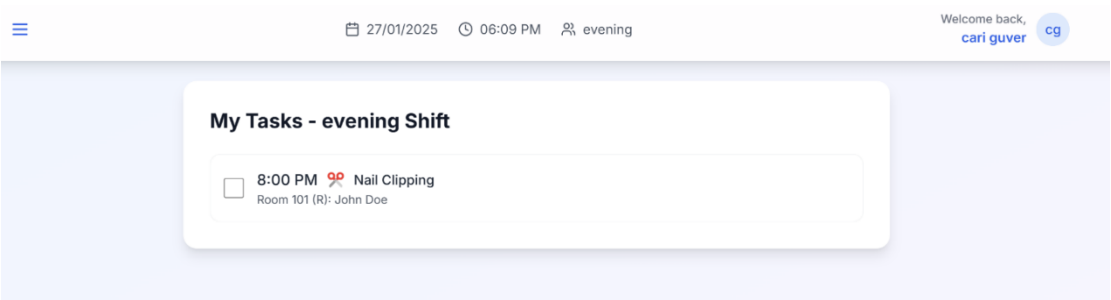 27/01/2025 06:09 PM evening
Welcome back,
cari guver
cg
My Tasks - evening Shift
8:00 PM Nail Clipping
Room 101 (R): John Doe